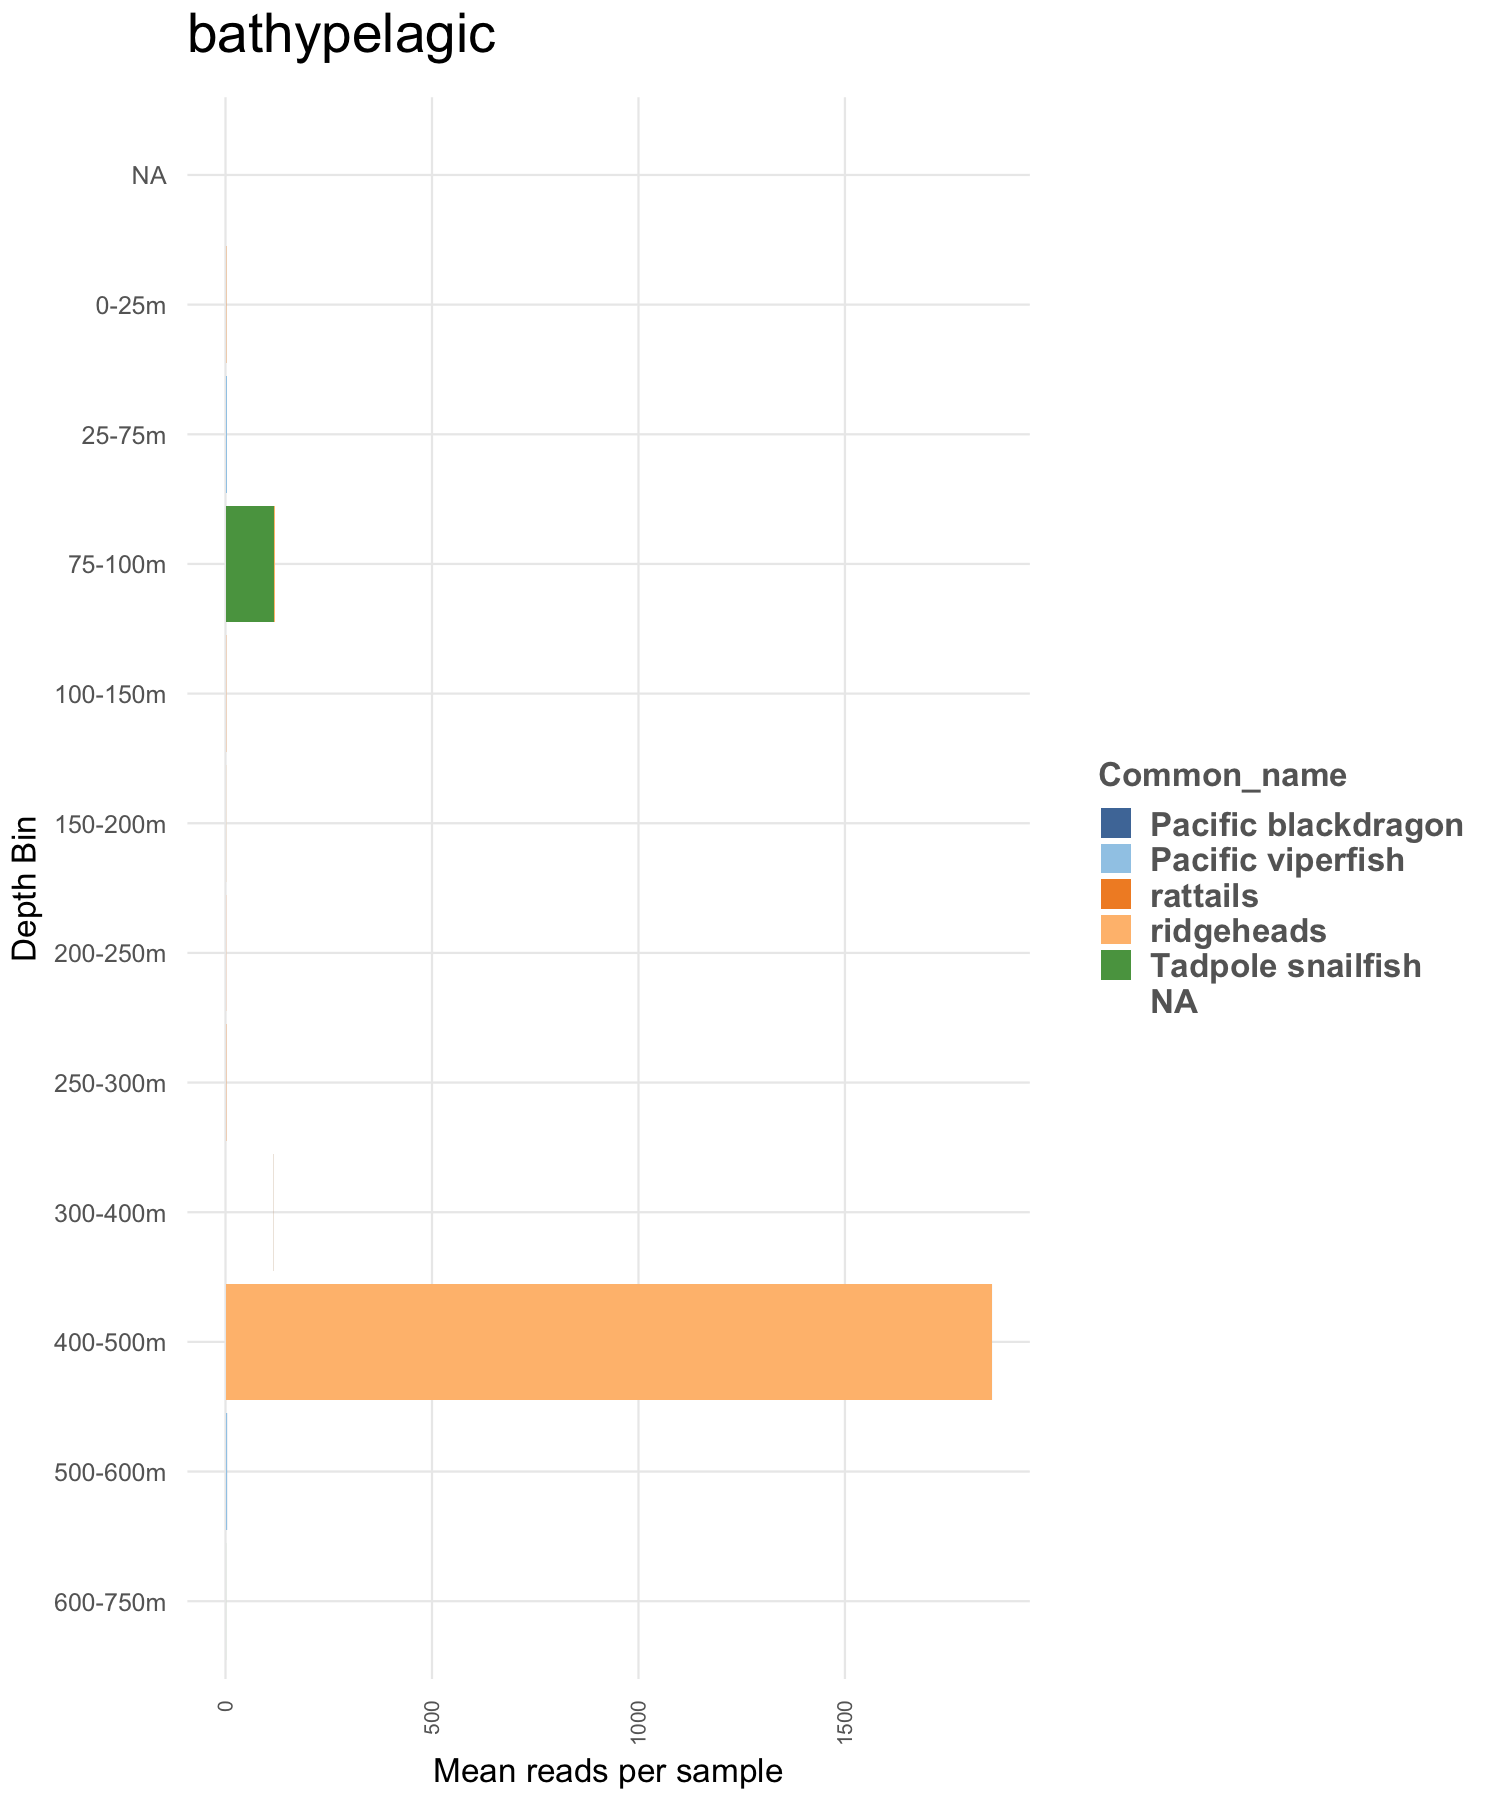 bathypelagic
NA
0-25m
25-75m
75-100m
100-150m
150-200m
200-250m
250-300m
300-400m
400-500m
500-600m
600-750m
Depth Bin
0
500
1000
1500
Mean reads per sample
Common_name
Pacific blackdragon
Pacific viperfish
rattails
ridgeheads
Tadpole snailfish
NA